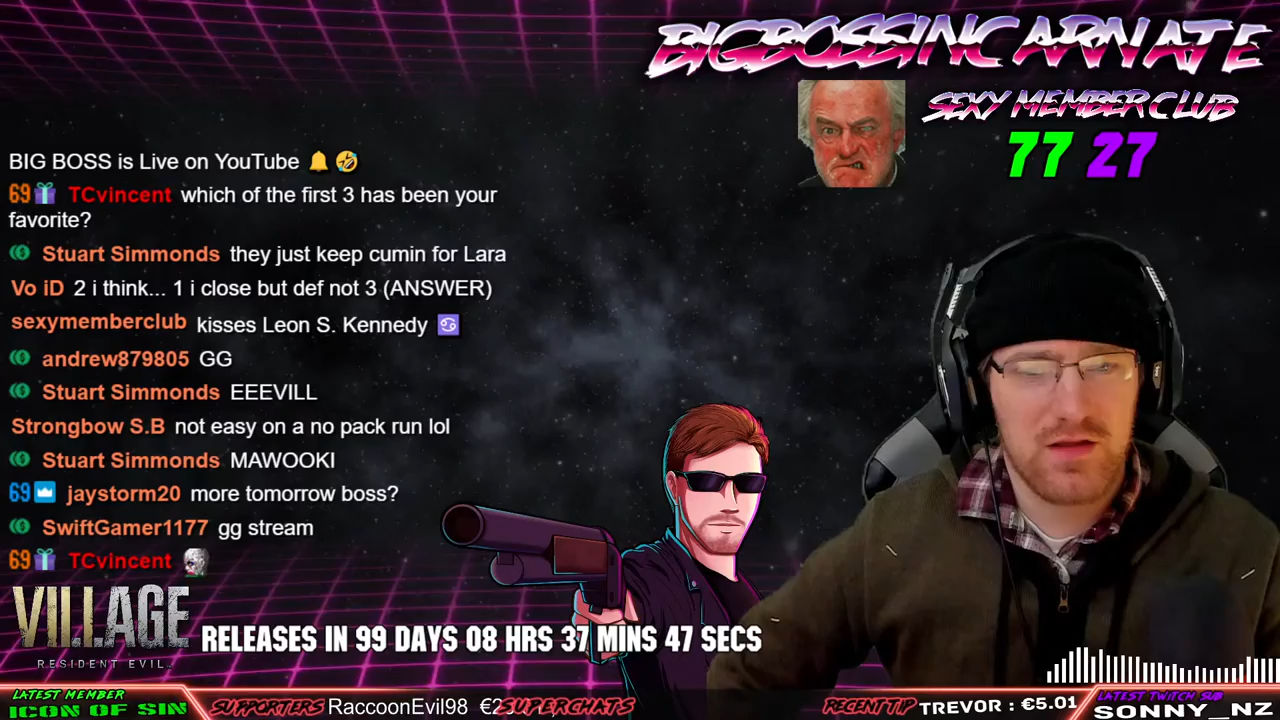 BIGBOSSINCARNATE
SEXY MEMBER CLUB
77 27
BIG BOSS is Live on YouTube 🔔 🤣
69 TCvincent which of the first 3 has been your
favorite?
Stuart Simmonds they just keep cumin for Lara
Vo iD 2 i think... 1 i close but def not 3 (ANSWER)
sexymemberclub kisses Leon S. Kennedy ♋
andrew879805 GG
Stuart Simmonds EEEVILL
Strongbow S.B not easy on a no pack run lol
Stuart Simmonds MAWOOKI
69 jaystorm20 more tomorrow boss?
SwiftGamer1177 gg stream
69 TCvincent
VILLAGE
RESIDENT EVIL
RELEASES IN 99 DAYS 08 HRS 37 MINS 47 SECS
LATEST MEMBER
ICON OF SIN
SUPPORTERS RaccoonEvil98 SUPERCHATS
RECENT TIP TREVOR : €5.01
LATEST TWITCH SUB
SONNY_NZ